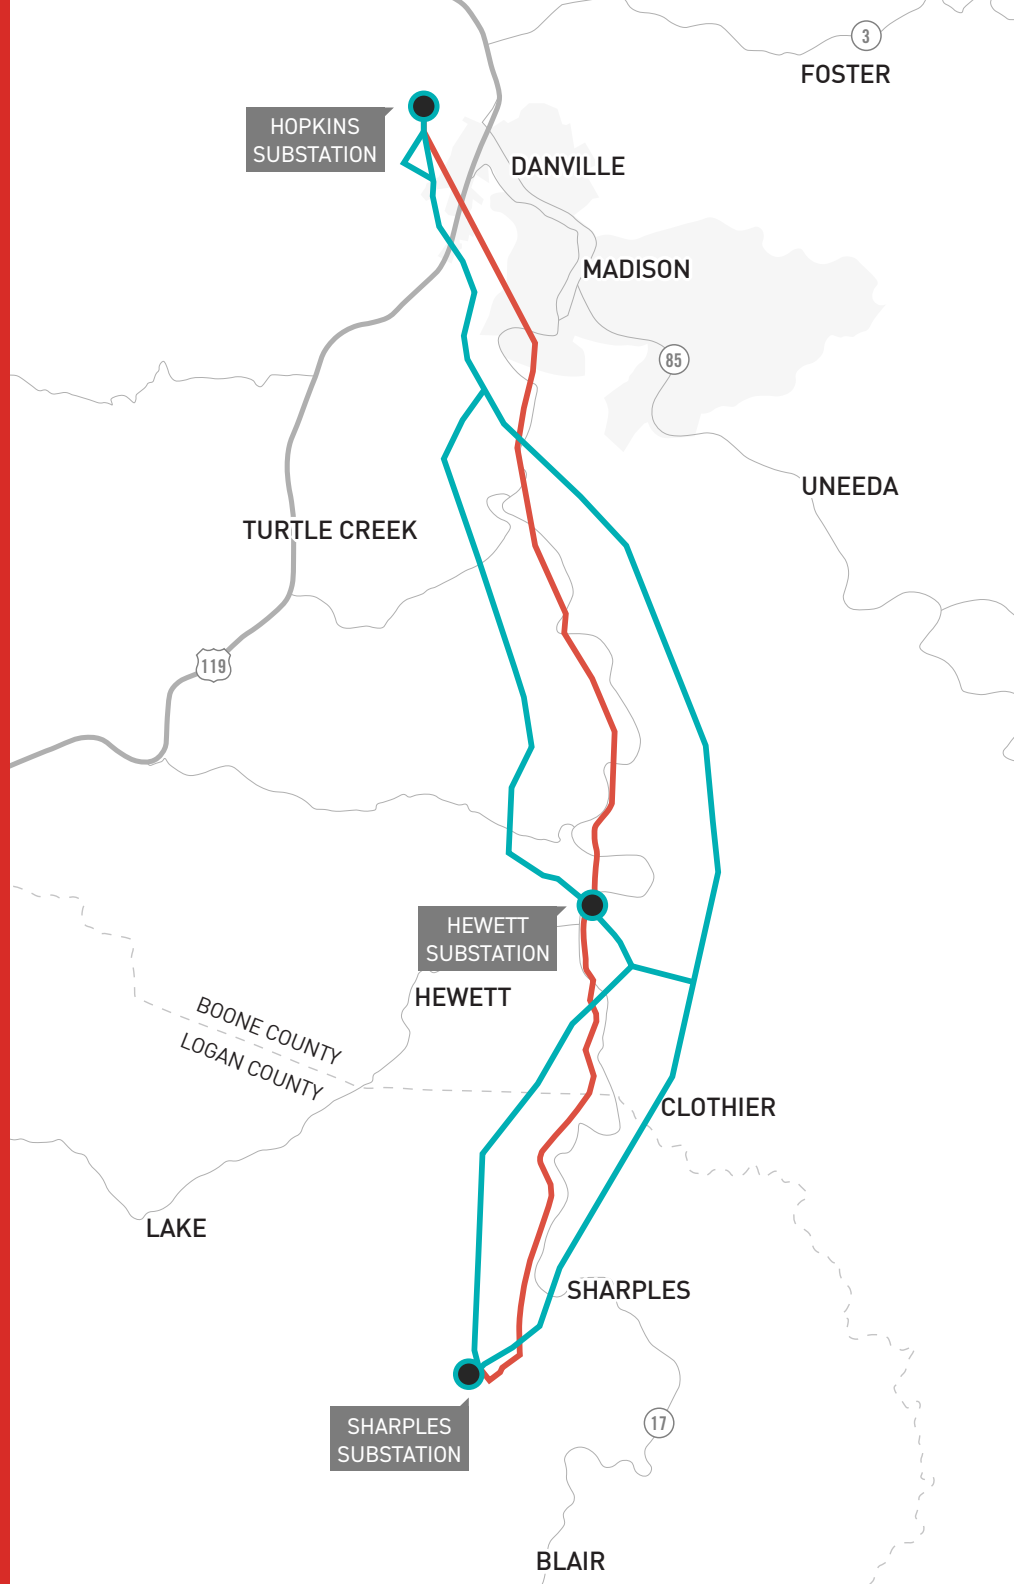 3
FOSTER
HOPKINS
SUBSTATION
DANVILLE
MADISON
85
UNEEDA
TURTLE CREEK
119
HEWETT
SUBSTATION
HEWETT
BOONE COUNTY
LOGAN COUNTY
CLOTHIER
LAKE
SHARPLES
SHARPLES
SUBSTATION
17
BLAIR